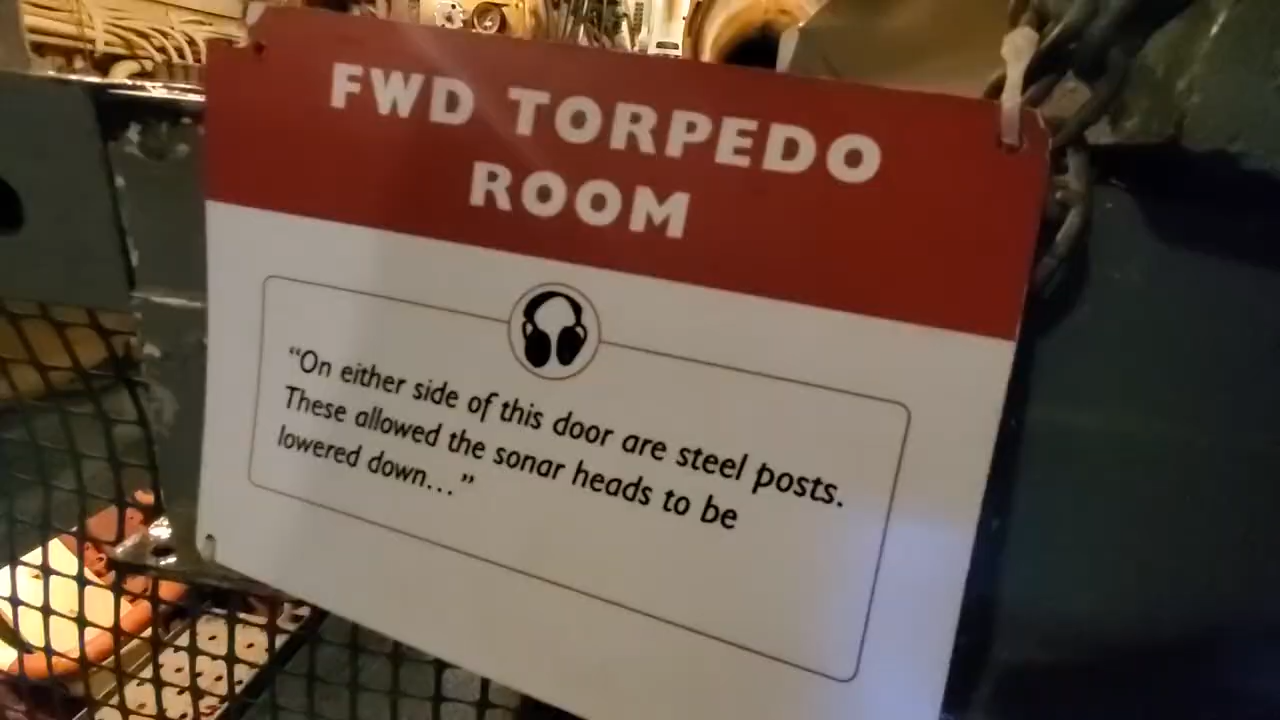 FWD TORPEDO
ROOM
“On either side of this door are steel posts.
These allowed the sonar heads to be
lowered down...”